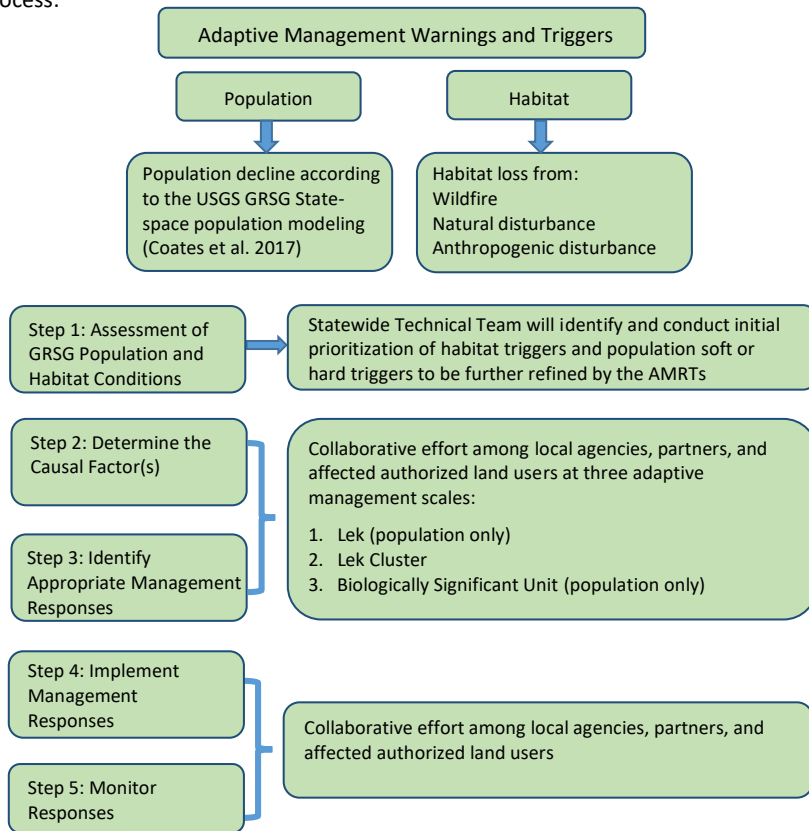 ocess:
Adaptive Management Warnings and Triggers
Population
Habitat
Population decline according
to the USGS GRSG State-
space population modeling
(Coates et al. 2017)
Habitat loss from:
Wildfire
Natural disturbance
Anthropogenic disturbance
Step 1: Assessment of
GRSG Population and
Habitat Conditions
Statewide Technical Team will identify and conduct initial
prioritization of habitat triggers and population soft or
hard triggers to be further refined by the AMRTs
Step 2: Determine the
Causal Factor(s)
Step 3: Identify
Appropriate Management
Responses
Collaborative effort among local agencies, partners, and
affected authorized land users at three adaptive
management scales:
1. Lek (population only)
2. Lek Cluster
3. Biologically Significant Unit (population only)
Step 4: Implement
Management
Responses
Step 5: Monitor
Responses
Collaborative effort among local agencies, partners, and
affected authorized land users